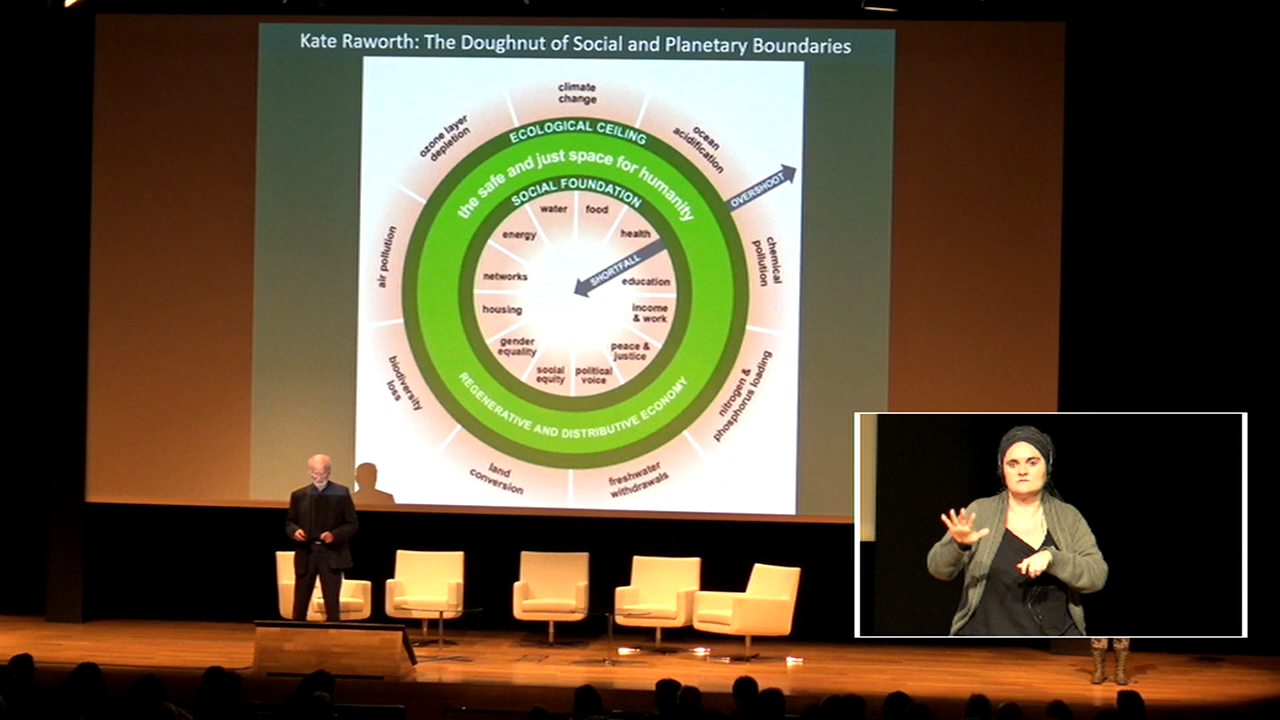 Kate Raworth: The Doughnut of Social and Planetary Boundaries
climate
change
ozone layer
depletion
ocean
acidification
ECOLOGICAL CEILING
the safe and just space for humanity
SOCIAL FOUNDATION
OVERSHOOT
water
food
energy
health
SHORTFALL
air pollution
chemical
pollution
networks
education
housing
income
& work
gender
equality
peace &
justice
social
equity
political
voice
biodiversity
loss
nitrogen &
phosphorus loading
REGENERATIVE AND DISTRIBUTIVE ECONOMY
land
conversion
freshwater
withdrawals